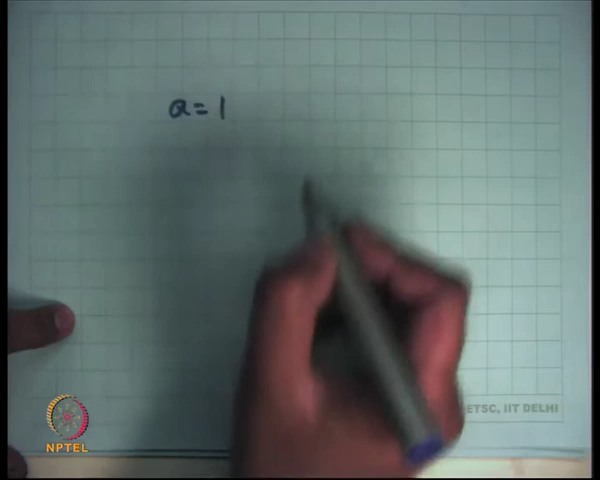 a = 1
ETSC, IIT DELHI
NPTEL